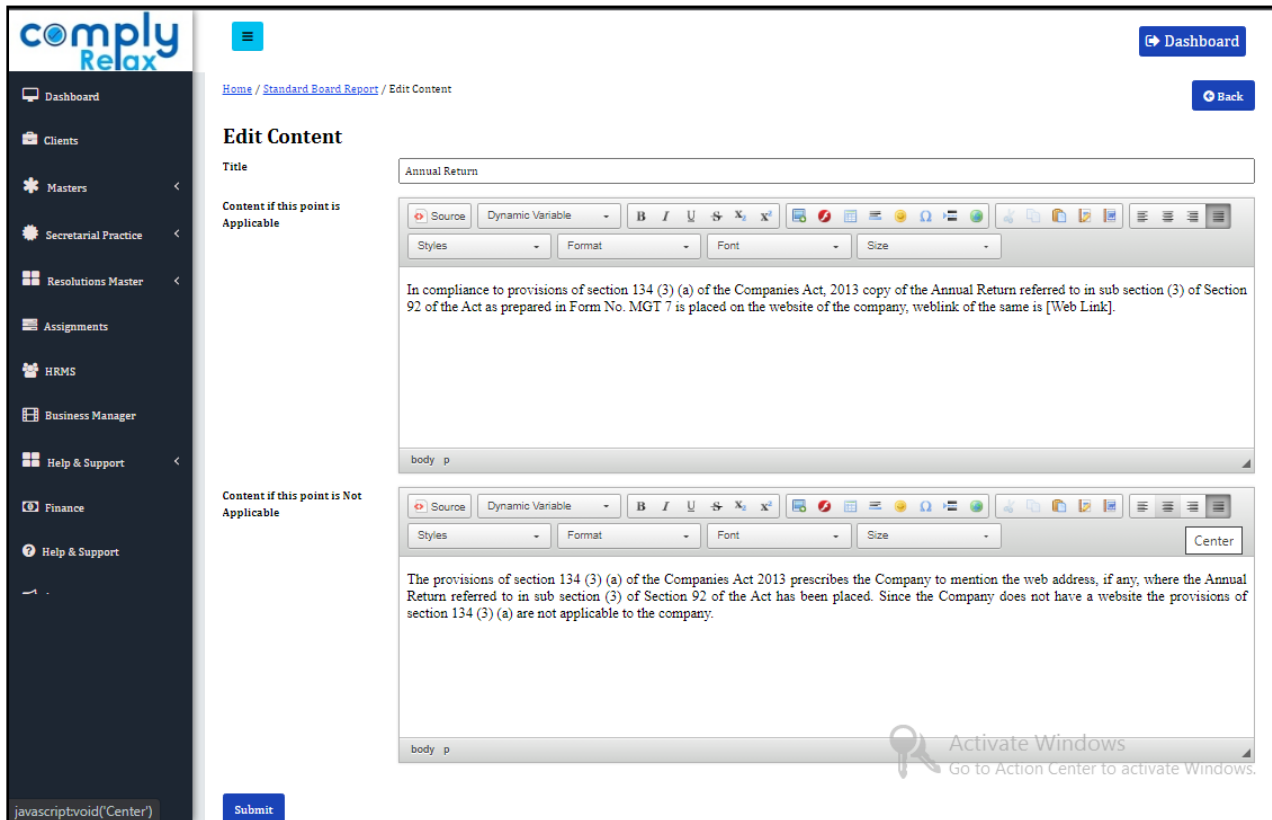 comply
Relax
Dashboard
Home / Standard Board Report / Edit Content
Back
Dashboard
Clients
Masters
Secretarial Practice
Resolutions Master
Assignments
HRMS
Business Manager
Help & Support
Finance
Help & Support
Edit Content
Title
Annual Return
Content if this point is
Applicable
Source
Dynamic Variable
B I U S X₂ x²
Ω
Styles
Format
Font
Size
In compliance to provisions of section 134 (3) (a) of the Companies Act, 2013 copy of the Annual Return referred to in sub section (3) of Section
92 of the Act as prepared in Form No. MGT 7 is placed on the website of the company, weblink of the same is [Web Link].
body p
Content if this point is Not
Applicable
Source
Dynamic Variable
B I U S X₂ x²
Ω
Styles
Format
Font
Size
Center
The provisions of section 134 (3) (a) of the Companies Act 2013 prescribes the Company to mention the web address, if any, where the Annual
Return referred to in sub section (3) of Section 92 of the Act has been placed. Since the Company does not have a website the provisions of
section 134 (3) (a) are not applicable to the company.
body p
Activate Windows
Go to Action Center to activate Windows.
javascript:void('Center')
Submit